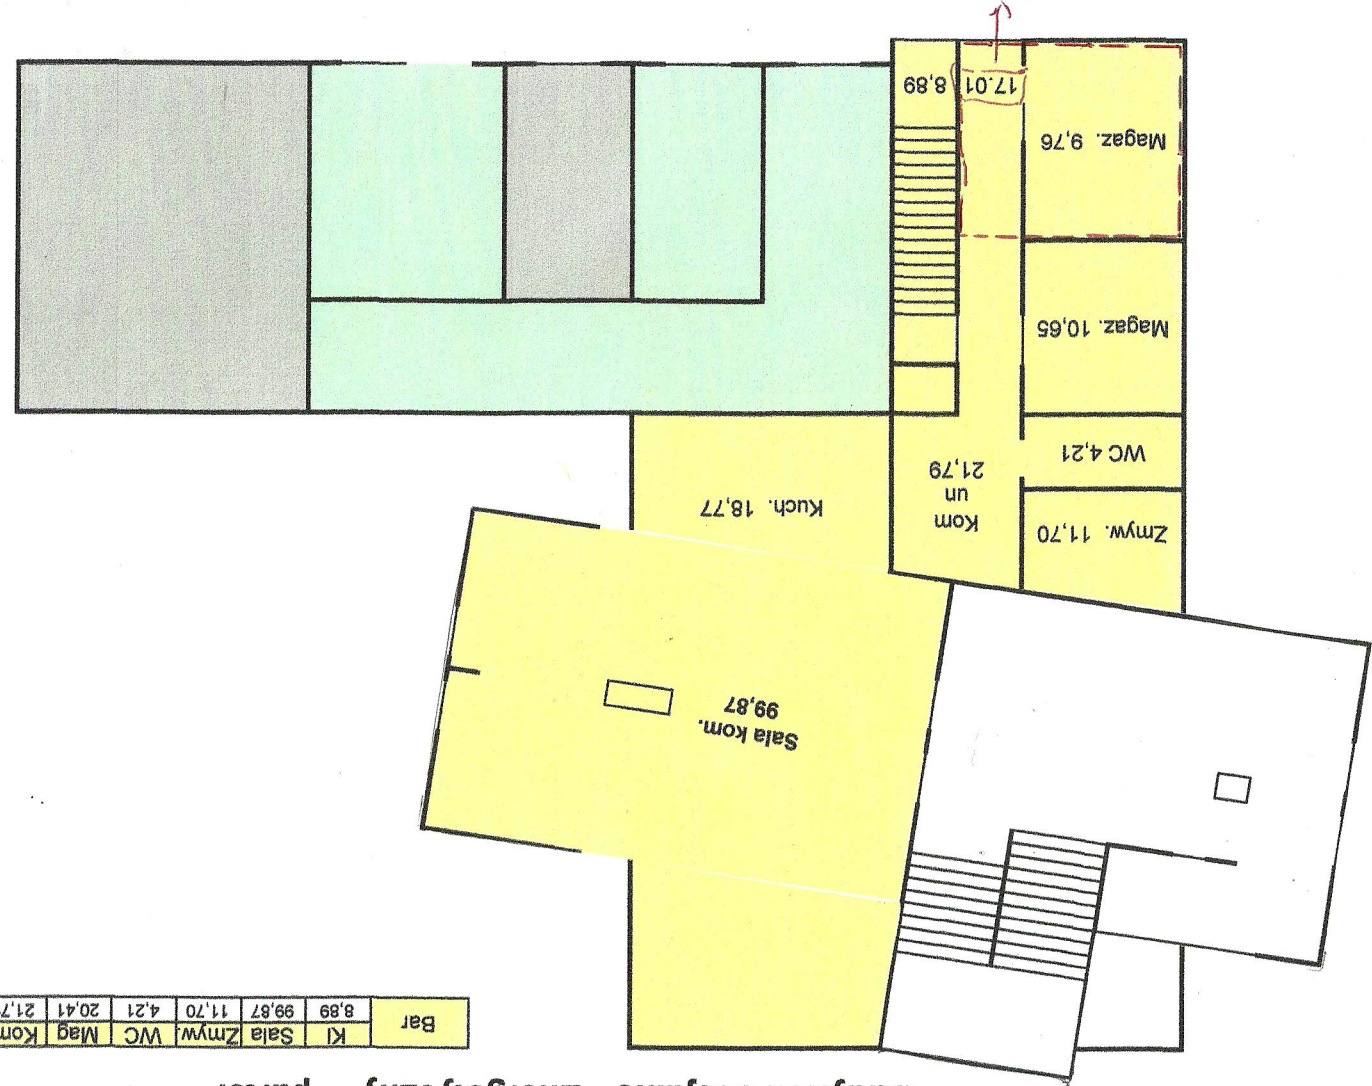 Bar Kl Sala Zmyw. WC Mag Kom
8,89 99,87 11,70 4,21 20,41 21,7
Sala kom.
99,87
Zmyw. 11,70
Kom
un
21,79
Kuch. 18,77
WC 4,21
Magaz. 10,65
Magaz. 9,76
17.01
8,89